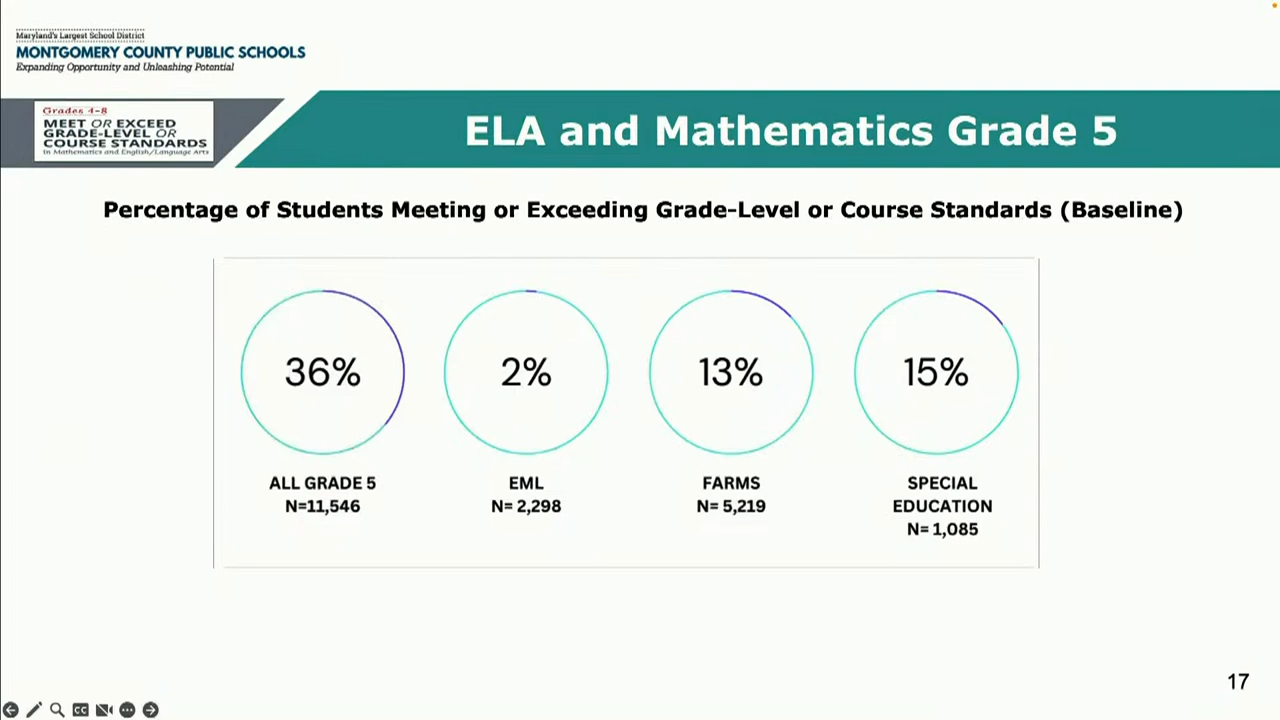 Maryland's Largest School District
MONTGOMERY COUNTY PUBLIC SCHOOLS
Expanding Opportunity and Unleashing Potential
Grades 4-8
MEET OR EXCEED
GRADE-LEVEL OR
COURSE STANDARDS
in Mathematics and English/Language Arts
ELA and Mathematics Grade 5
Percentage of Students Meeting or Exceeding Grade-Level or Course Standards (Baseline)
36%
2%
13%
15%
ALL GRADE 5
N=11,546
EML
N= 2,298
FARMS
N= 5,219
SPECIAL
EDUCATION
N= 1,085
17
CC